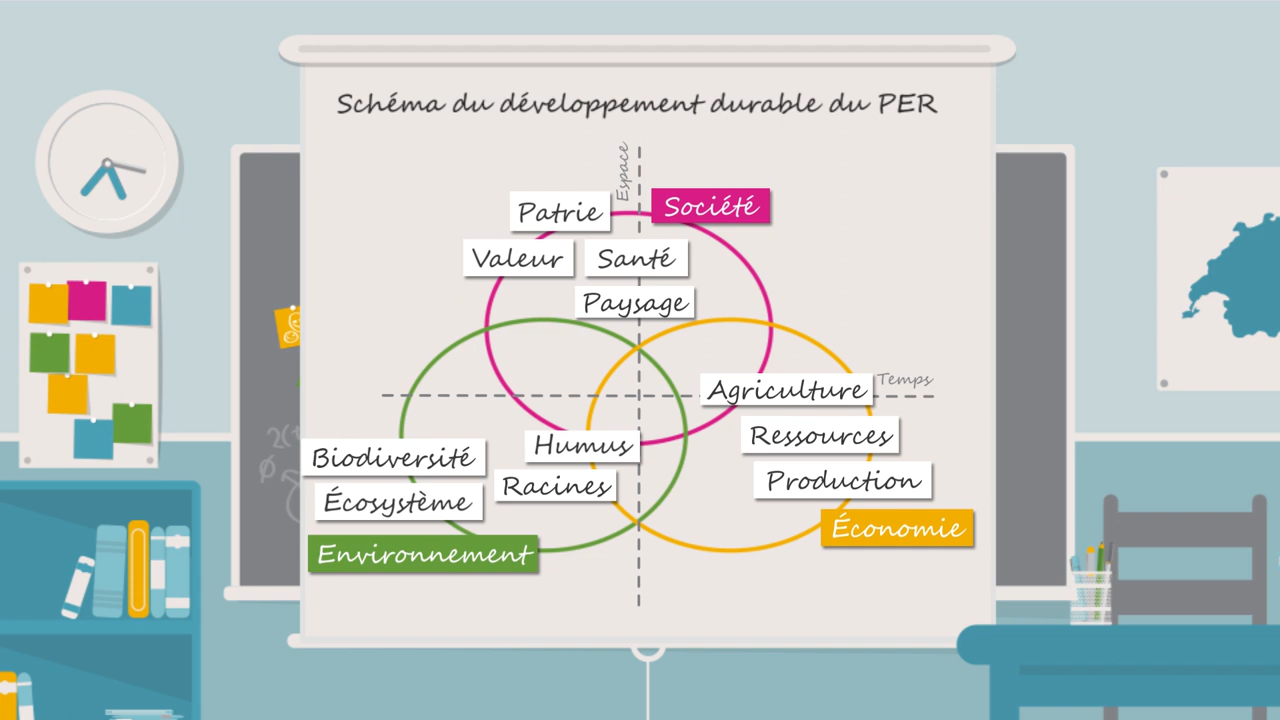 Schéma du développement durable du PER
Espace
Patrie
Société
Valeur
Santé
Paysage
Temps
Agriculture
Ressources
Humus
Biodiversité
Racines
Production
Écosystème
Économie
Environnement